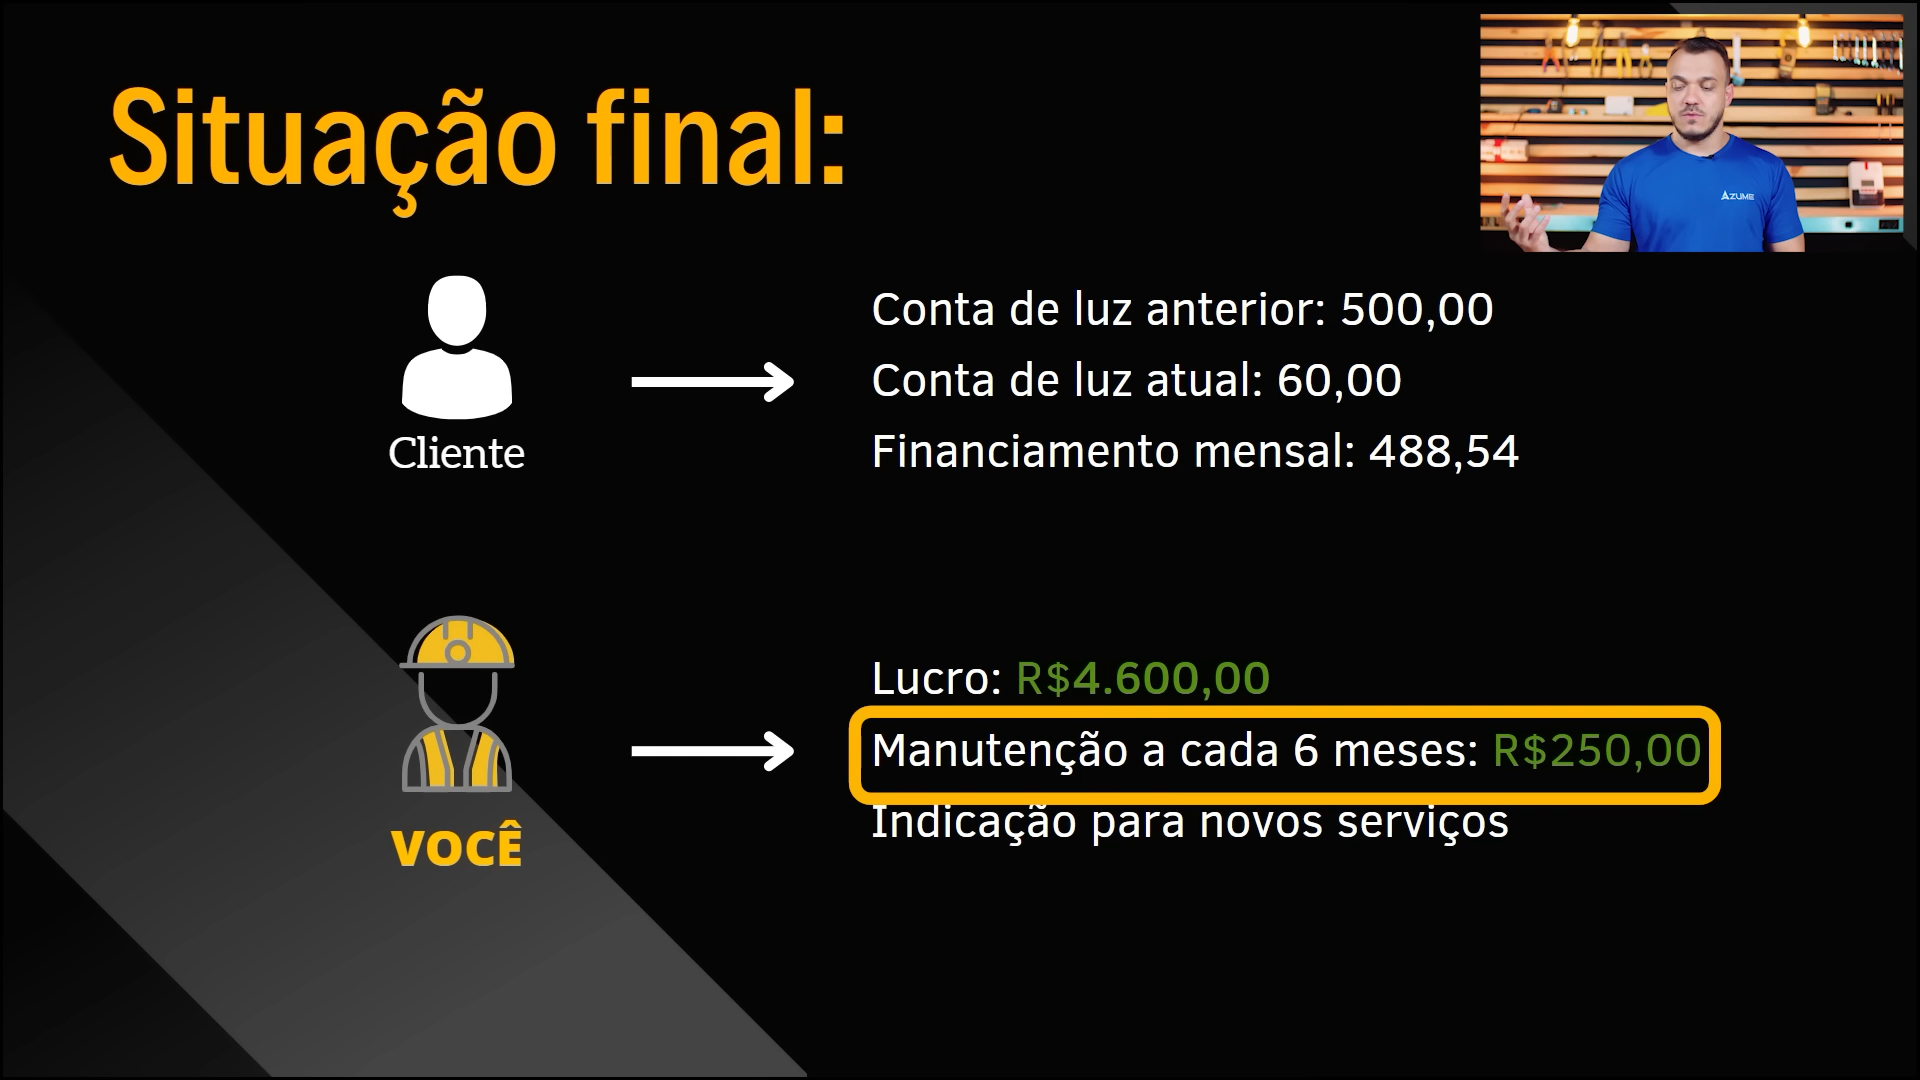 Situação final:
AZUME
Conta de luz anterior: 500,00
Conta de luz atual: 60,00
Financiamento mensal: 488,54
Cliente
Lucro: R$4.600,00
Manutenção a cada 6 meses: R$250,00
Indicação para novos serviços
VOCÊ